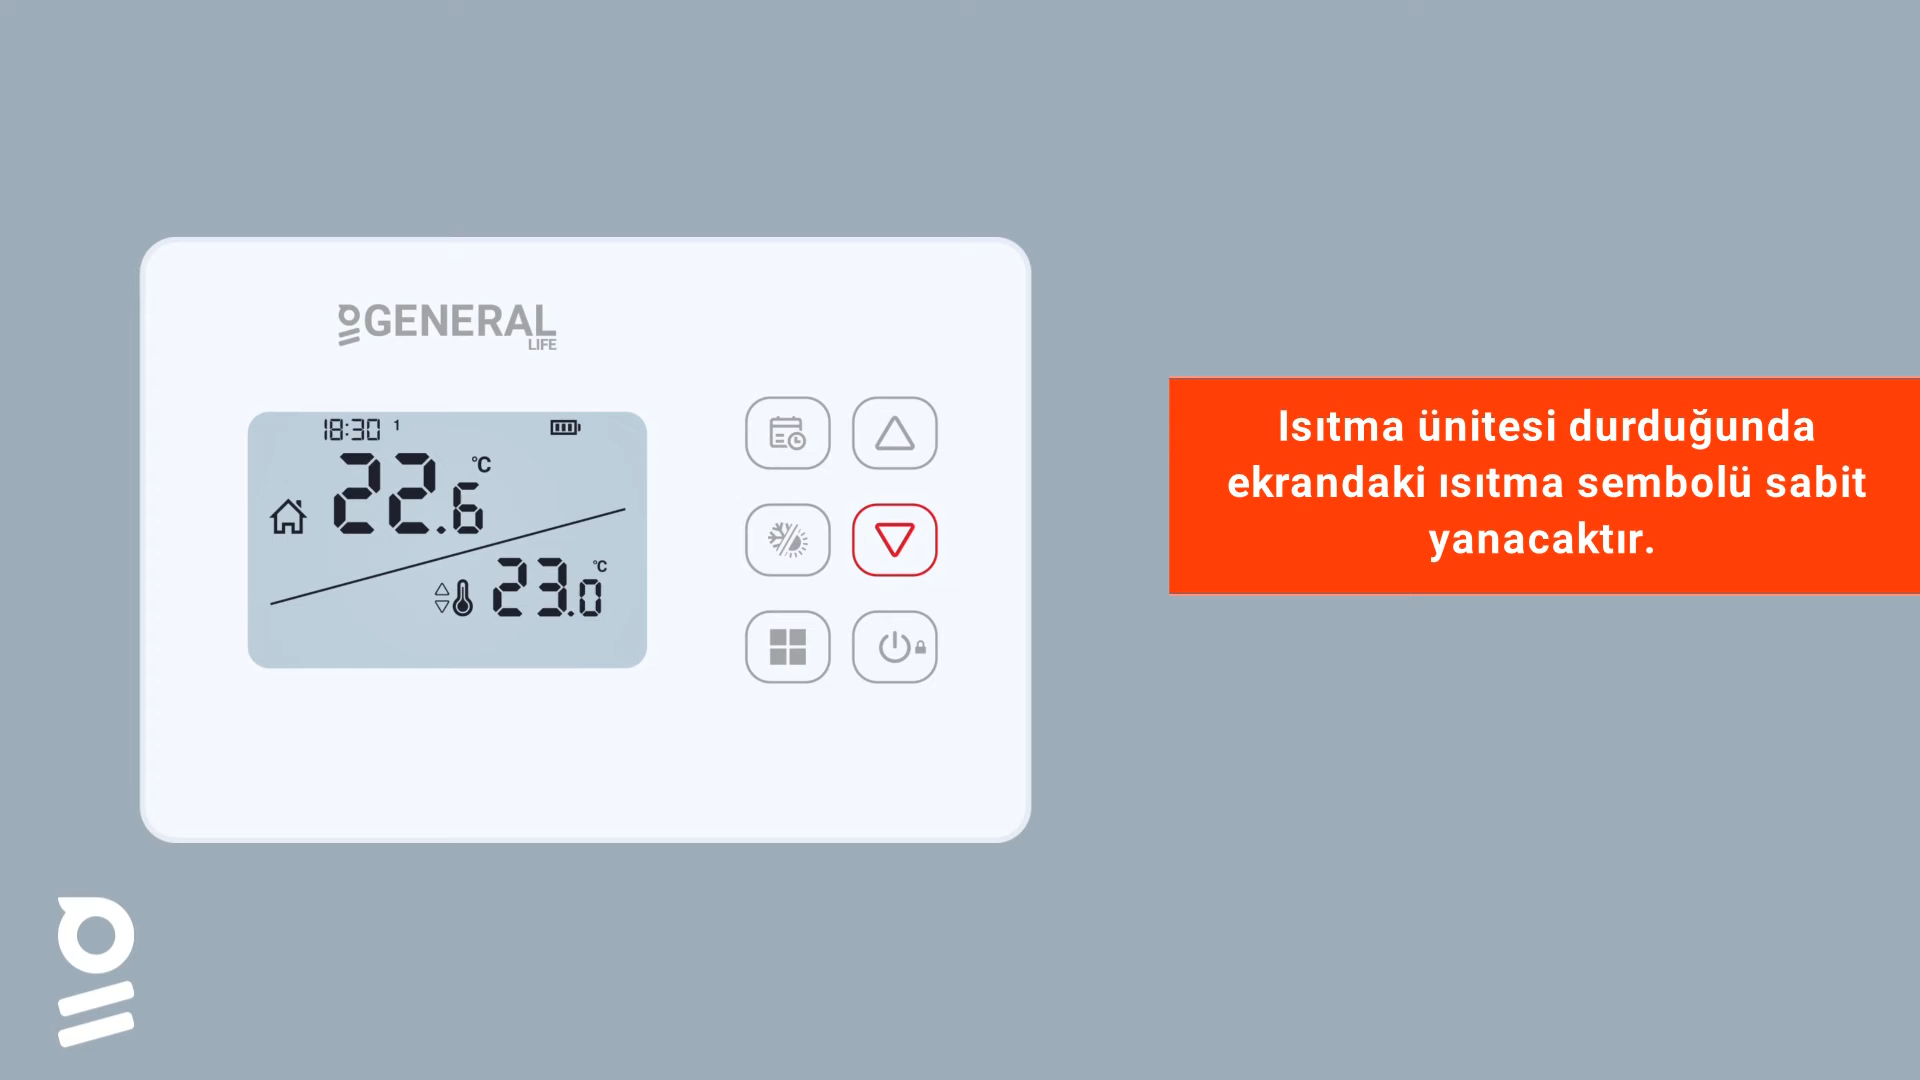 GENERAL
LIFE
18:30 1
22.6 °C
23.0 °C
Isıtma ünitesi durduğunda
ekrandaki ısıtma sembolü sabit
yanacaktır.